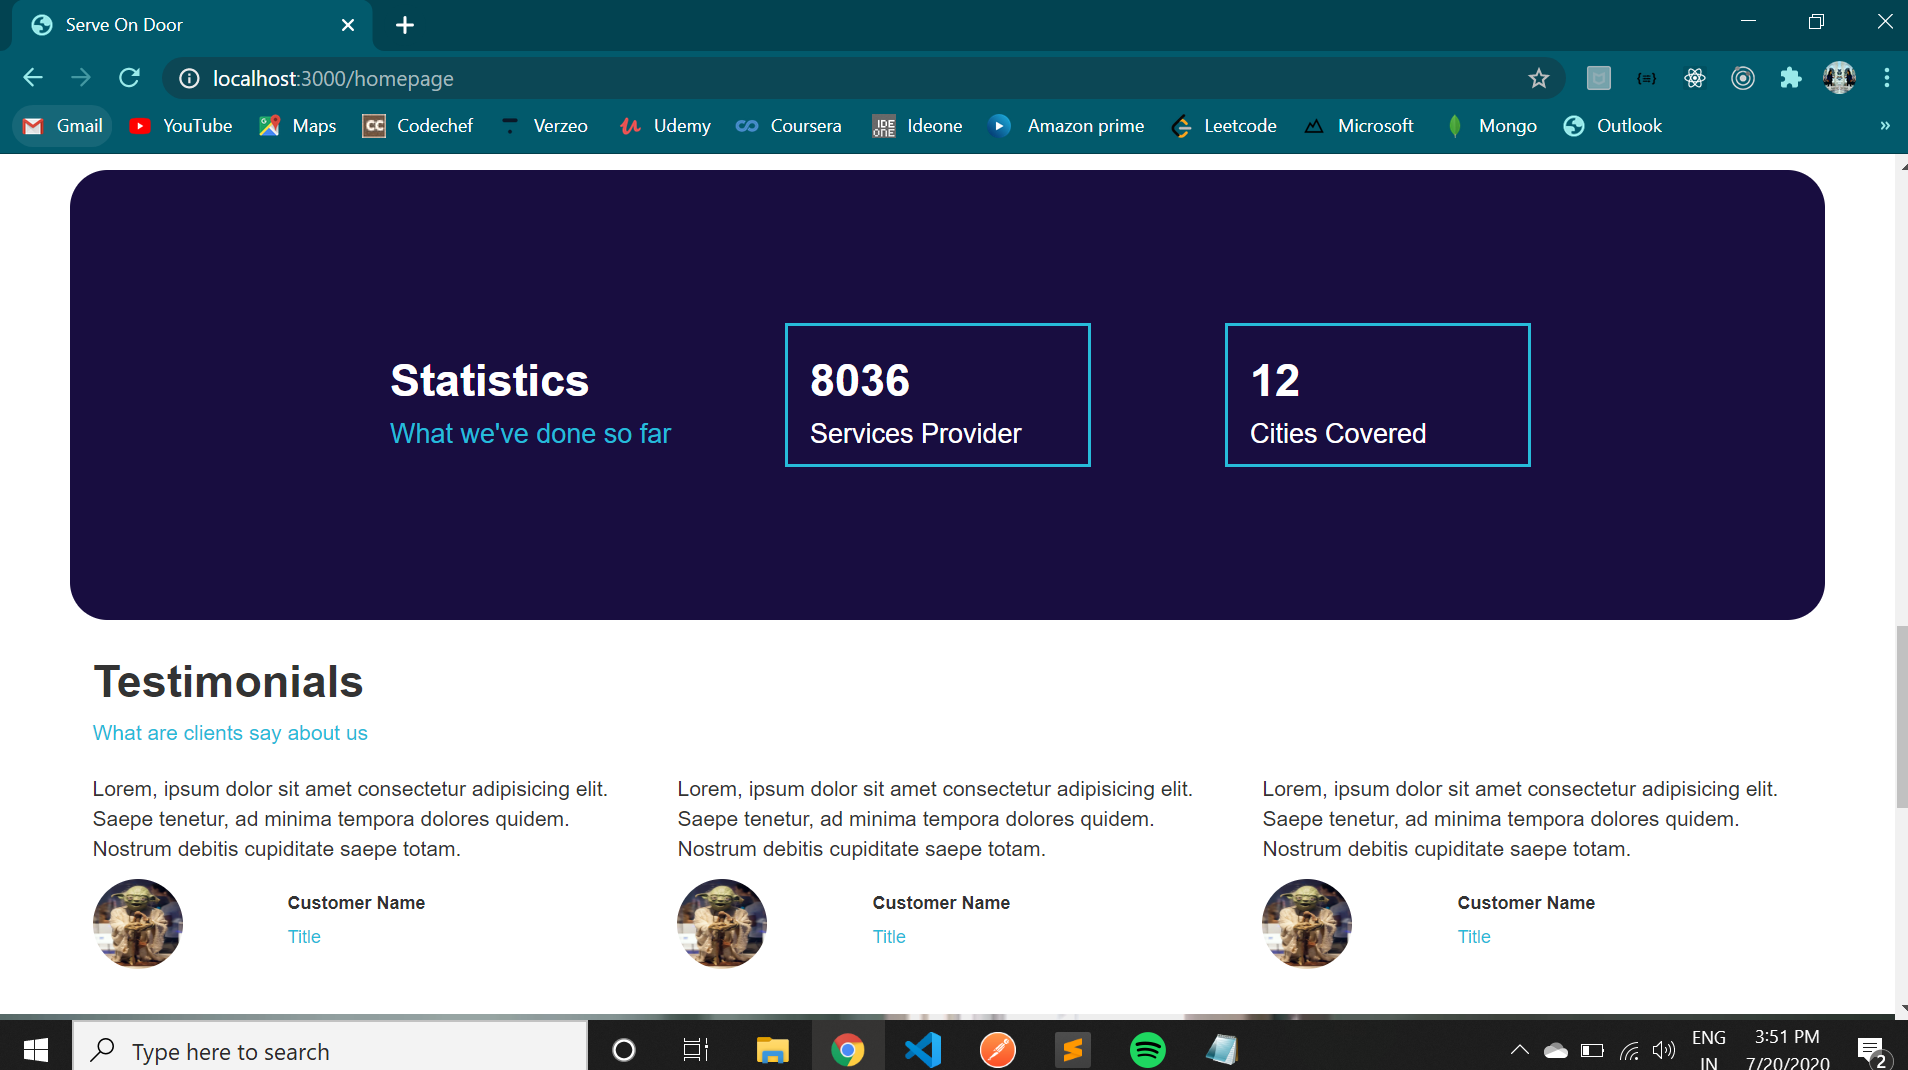 Serve On Door
localhost:3000/homepage
Gmail YouTube Maps CC Codechef Verzeo Udemy Coursera IDE ONE Ideone Amazon prime Leetcode Microsoft Mongo Outlook »
Statistics
What we've done so far
8036
Services Provider
12
Cities Covered
Testimonials
What are clients say about us
Lorem, ipsum dolor sit amet consectetur adipisicing elit.
Saepe tenetur, ad minima tempora dolores quidem.
Nostrum debitis cupiditate saepe totam.
Customer Name
Title
Lorem, ipsum dolor sit amet consectetur adipisicing elit.
Saepe tenetur, ad minima tempora dolores quidem.
Nostrum debitis cupiditate saepe totam.
Customer Name
Title
Lorem, ipsum dolor sit amet consectetur adipisicing elit.
Saepe tenetur, ad minima tempora dolores quidem.
Nostrum debitis cupiditate saepe totam.
Customer Name
Title
Type here to search
ENG
IN
3:51 PM
7/20/2020
2